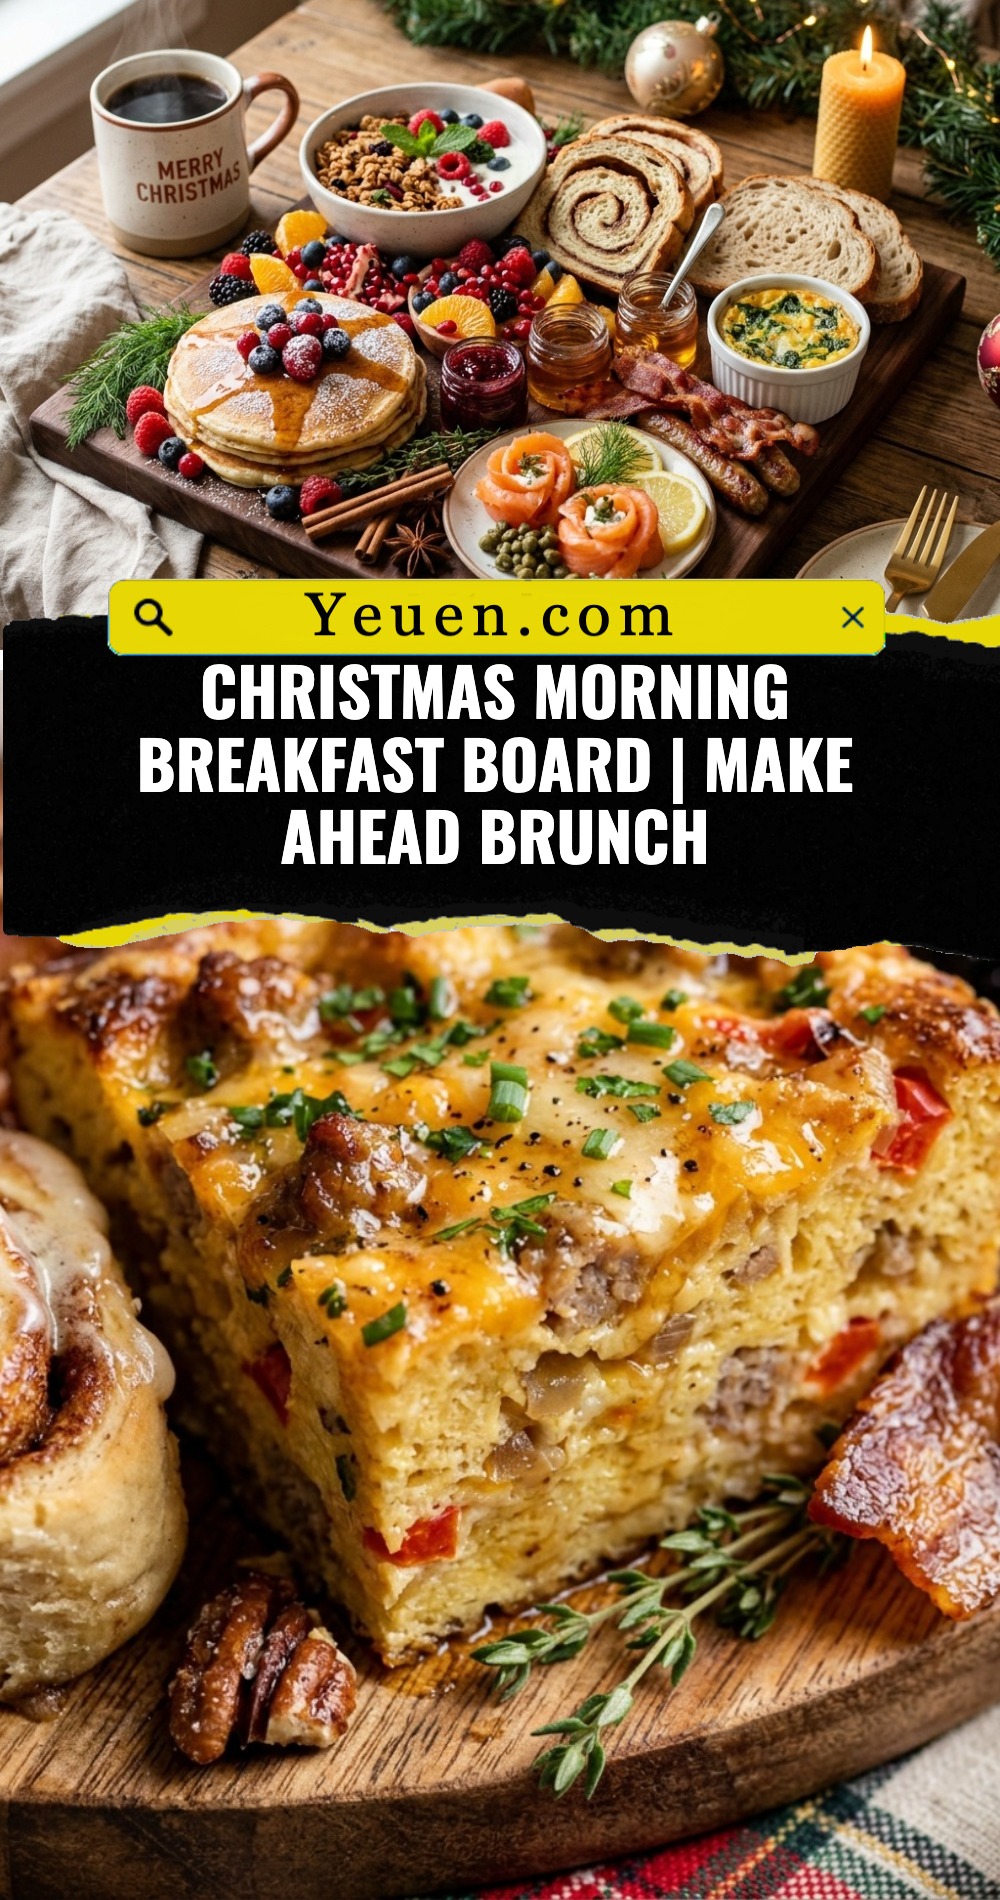 MERRY
CHRISTMAS
Yeuen.com
CHRISTMAS MORNING
BREAKFAST BOARD | MAKE
AHEAD BRUNCH